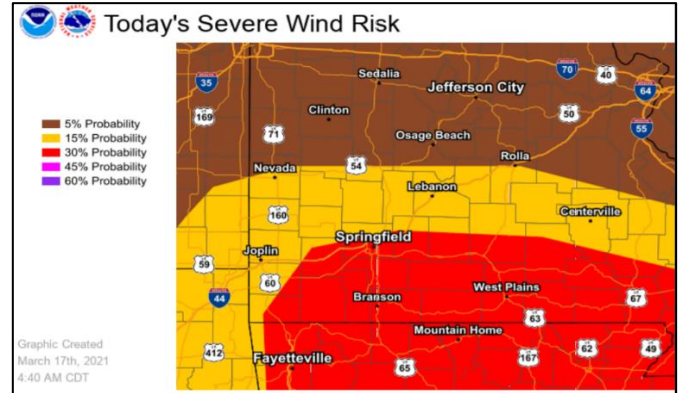 NOAA
Today's Severe Wind Risk
5% Probability
15% Probability
30% Probability
45% Probability
60% Probability
35
Sedalia
70
40
Jefferson City
64
169
Clinton
50
71
Osage Beach
55
54
Rolla
Nevada
Lebanon
160
Centerville
Springfield
Joplin
59
60
44
Branson
West Plains
67
63
Mountain Home
412
Fayetteville
65
167
62
49
Graphic Created
March 17th, 2021
4:40 AM CDT